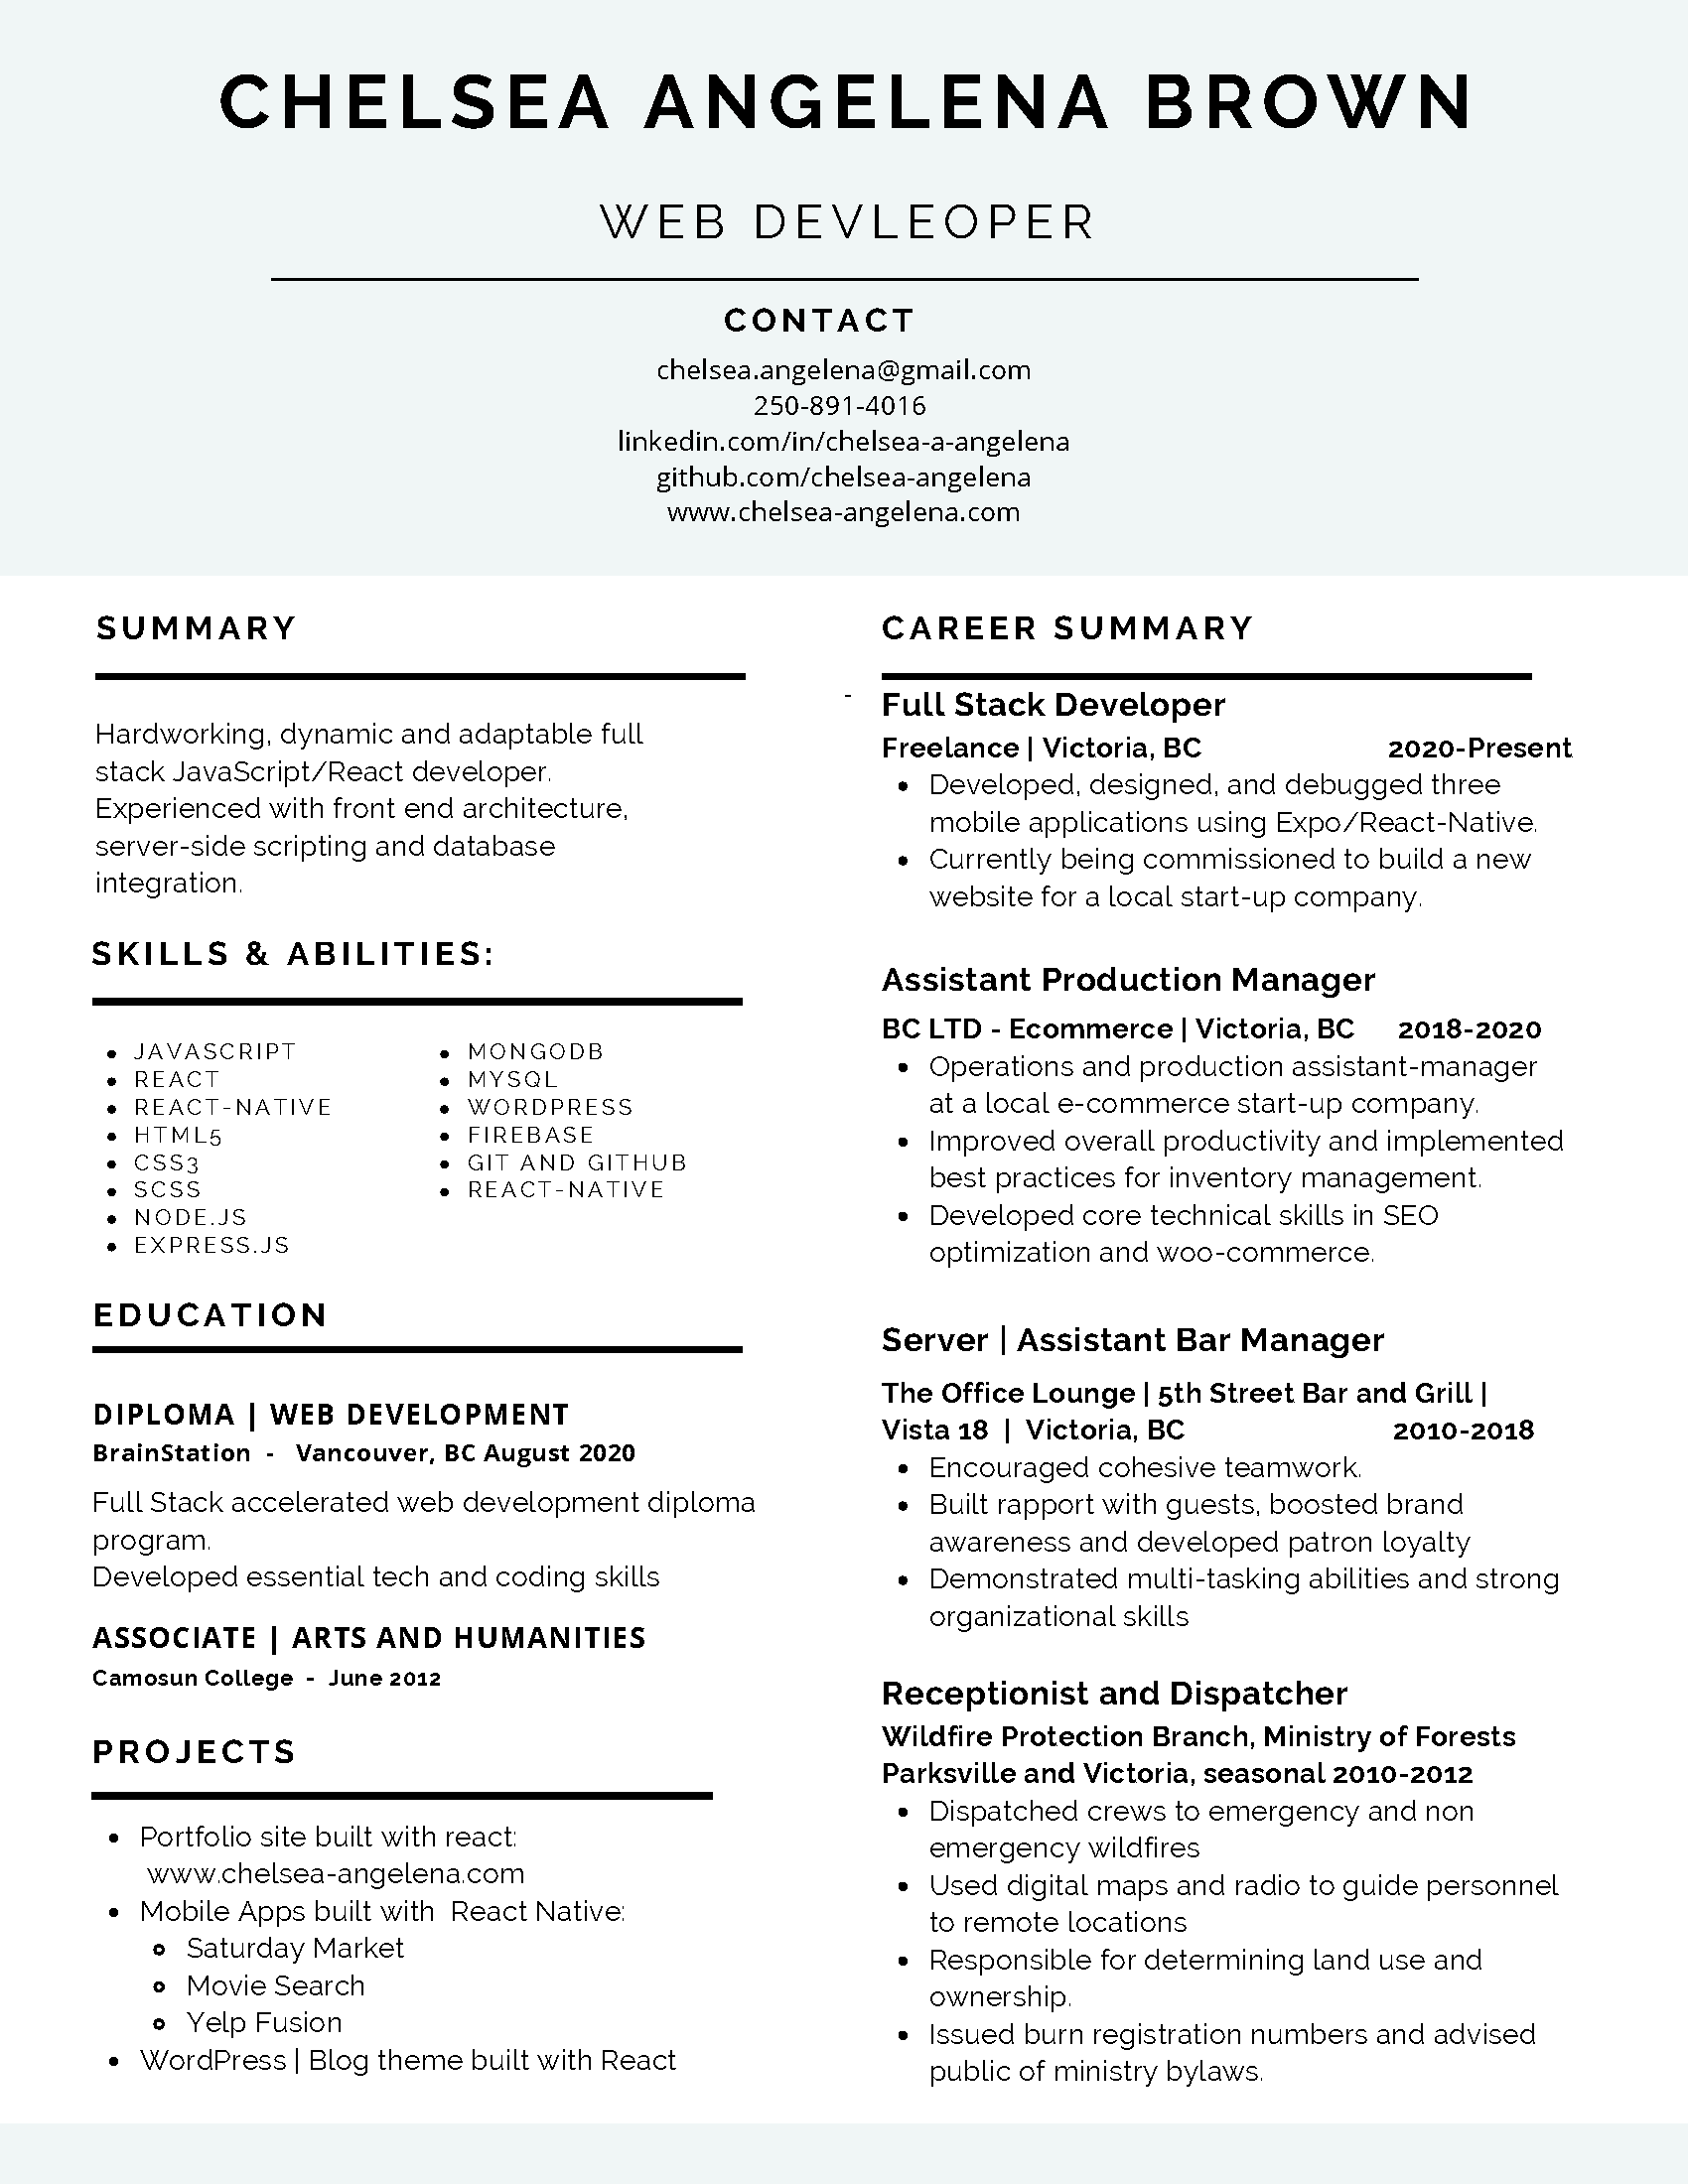 CHELSEA ANGELENA BROWN
WEB DEVLEOPER
CONTACT
chelsea.angelena@gmail.com
250-891-4016
linkedin.com/in/chelsea-a-angelena
github.com/chelsea-angelena
www.chelsea-angelena.com
SUMMARY
Hardworking, dynamic and adaptable full
stack JavaScript/React developer.
Experienced with front end architecture,
server-side scripting and database
integration.
SKILLS & ABILITIES:
• JAVASCRIPT
• REACT
• REACT-NATIVE
• HTML5
• CSS3
• SCSS
• NODE.JS
• EXPRESS.JS
• MONGODB
• MYSQL
• WORDPRESS
• FIREBASE
• GIT AND GITHUB
• REACT-NATIVE
EDUCATION
DIPLOMA | WEB DEVELOPMENT
BrainStation - Vancouver, BC August 2020
Full Stack accelerated web development diploma
program.
Developed essential tech and coding skills
ASSOCIATE | ARTS AND HUMANITIES
Camosun College - June 2012
PROJECTS
• Portfolio site built with react:
www.chelsea-angelena.com
• Mobile Apps built with React Native:
∘ Saturday Market
∘ Movie Search
∘ Yelp Fusion
• WordPress | Blog theme built with React
CAREER SUMMARY
- Full Stack Developer
Freelance | Victoria, BC 2020-Present
• Developed, designed, and debugged three
mobile applications using Expo/React-Native.
• Currently being commissioned to build a new
website for a local start-up company.
Assistant Production Manager
BC LTD - Ecommerce | Victoria, BC 2018-2020
• Operations and production assistant-manager
at a local e-commerce start-up company.
• Improved overall productivity and implemented
best practices for inventory management.
• Developed core technical skills in SEO
optimization and woo-commerce.
Server | Assistant Bar Manager
The Office Lounge | 5th Street Bar and Grill |
Vista 18 | Victoria, BC 2010-2018
• Encouraged cohesive teamwork.
• Built rapport with guests, boosted brand
awareness and developed patron loyalty
• Demonstrated multi-tasking abilities and strong
organizational skills
Receptionist and Dispatcher
Wildfire Protection Branch, Ministry of Forests
Parksville and Victoria, seasonal 2010-2012
• Dispatched crews to emergency and non
emergency wildfires
• Used digital maps and radio to guide personnel
to remote locations
• Responsible for determining land use and
ownership.
• Issued burn registration numbers and advised
public of ministry bylaws.